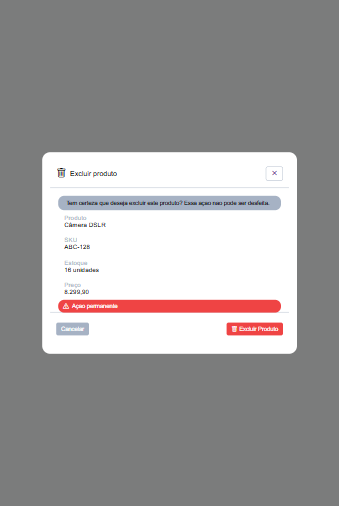 Excluir produto
Tem certeza que deseja excluir este produto? Essa ação não pode ser desfeita.
Produto
Câmera DSLR
SKU
ABC-128
Estoque
16 unidades
Preço
8.299,90
Ação permanente
Cancelar
Excluir Produto